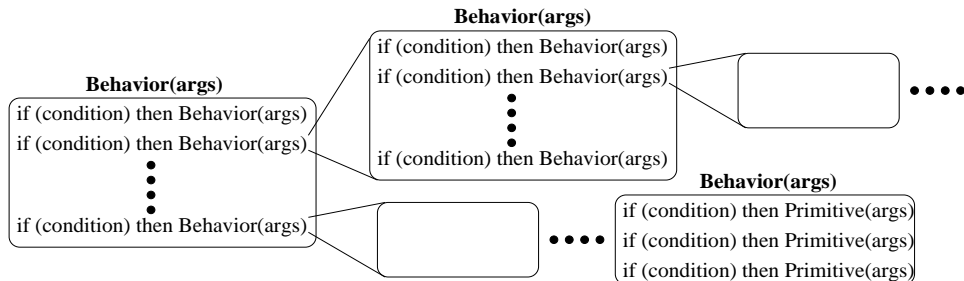 Behavior(args)
if (condition) then Behavior(args)
if (condition) then Behavior(args)
if (condition) then Behavior(args)
Behavior(args)
if (condition) then Behavior(args)
if (condition) then Behavior(args)
if (condition) then Behavior(args)
Behavior(args)
if (condition) then Primitive(args)
if (condition) then Primitive(args)
if (condition) then Primitive(args)